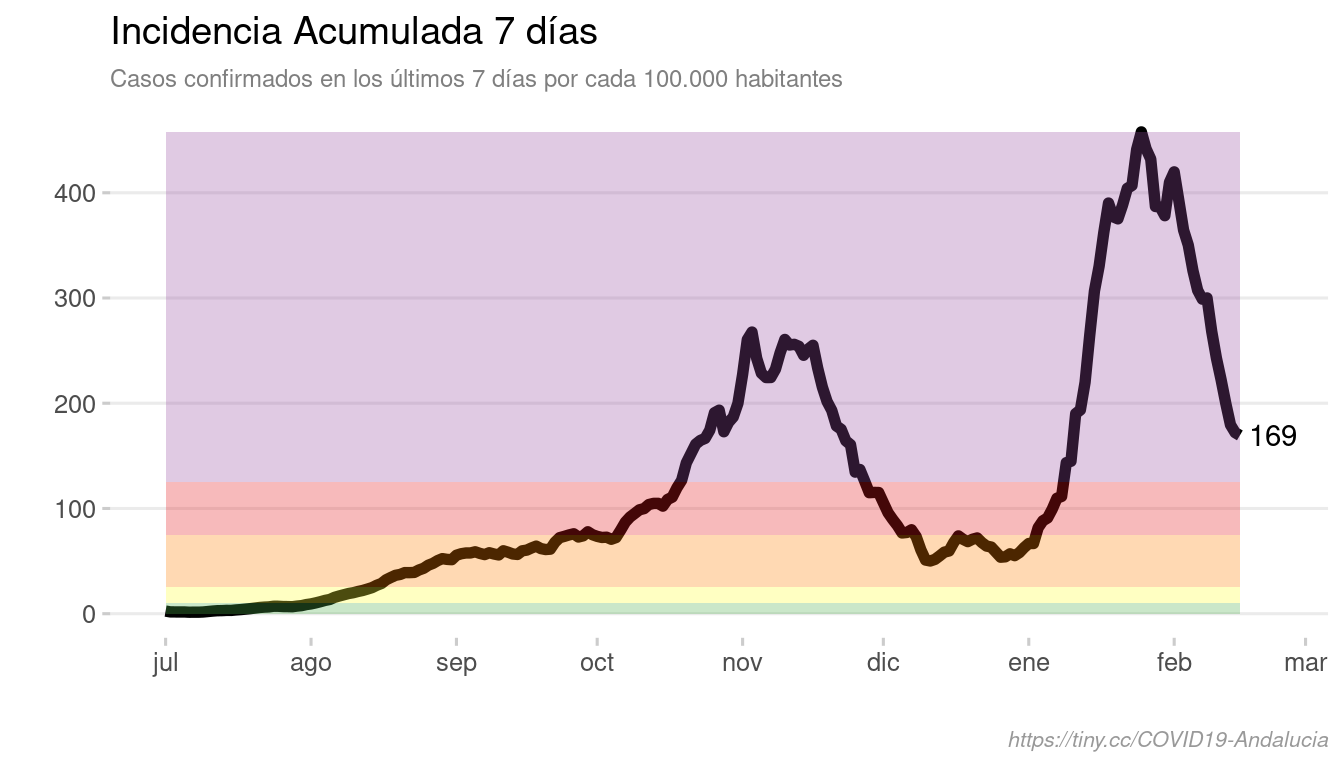 Incidencia Acumulada 7 días
Casos confirmados en los últimos 7 días por cada 100.000 habitantes
400
300
200
169
100
0
jul ago sep oct nov dic ene feb mar
https://tiny.cc/COVID19-Andalucia